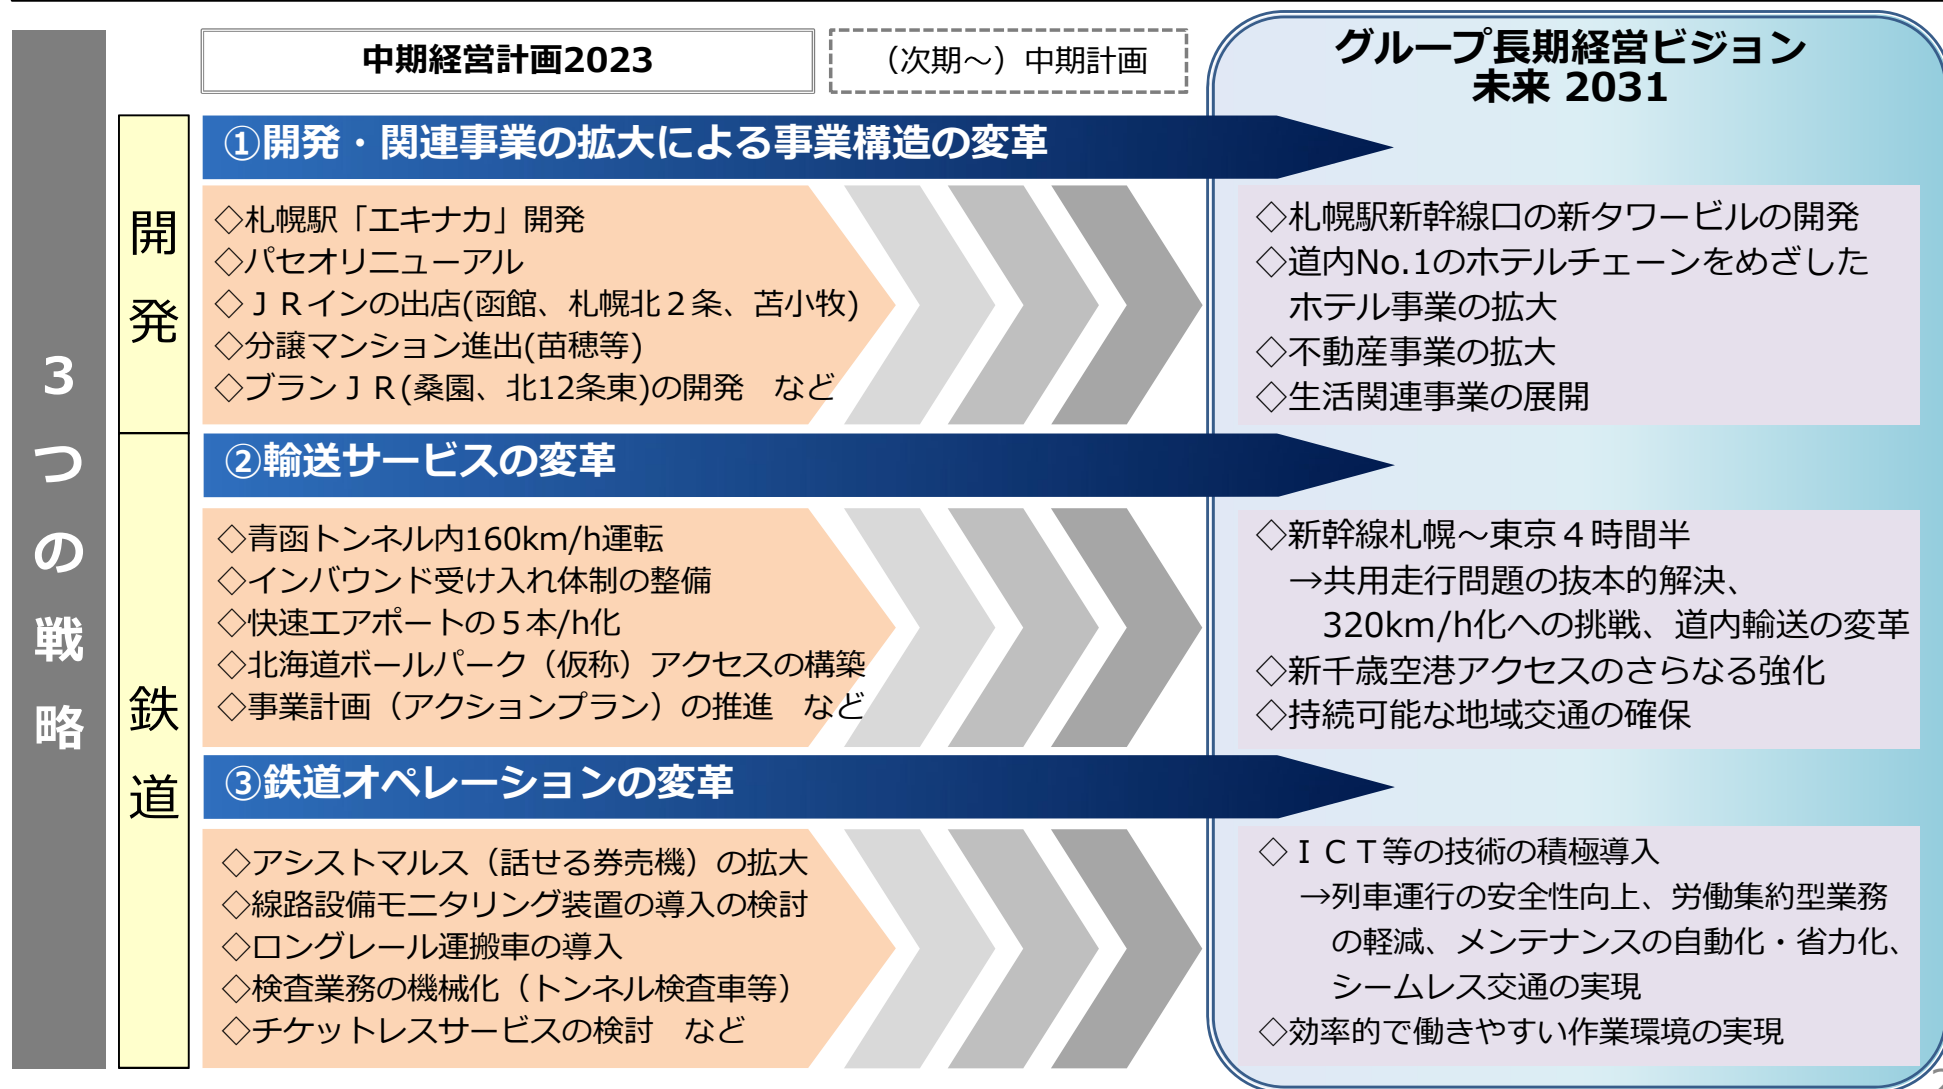 中期経営計画2023
（次期～）中期計画
グループ長期経営ビジョン
未来 2031
3つの戦略
開発
①開発・関連事業の拡大による事業構造の変革
◇札幌駅「エキナカ」開発
◇パセオリニューアル
◇ＪＲインの出店(函館、札幌北２条、苫小牧)
◇分譲マンション進出(苗穂等)
◇ブランＪＲ(桑園、北12条東)の開発　など
◇札幌駅新幹線口の新タワービルの開発
◇道内No.1のホテルチェーンをめざした
ホテル事業の拡大
◇不動産事業の拡大
◇生活関連事業の展開
鉄道
②輸送サービスの変革
◇青函トンネル内160km/h運転
◇インバウンド受け入れ体制の整備
◇快速エアポートの５本/h化
◇北海道ボールパーク（仮称）アクセスの構築
◇事業計画（アクションプラン）の推進　など
◇新幹線札幌～東京４時間半
→共用走行問題の抜本的解決、
320km/h化への挑戦、道内輸送の変革
◇新千歳空港アクセスのさらなる強化
◇持続可能な地域交通の確保
③鉄道オペレーションの変革
◇アシストマルス（話せる券売機）の拡大
◇線路設備モニタリング装置の導入の検討
◇ロングレール運搬車の導入
◇検査業務の機械化（トンネル検査車等）
◇チケットレスサービスの検討　など
◇ＩＣＴ等の技術の積極導入
→列車運行の安全性向上、労働集約型業務
の軽減、メンテナンスの自動化・省力化、
シームレス交通の実現
◇効率的で働きやすい作業環境の実現